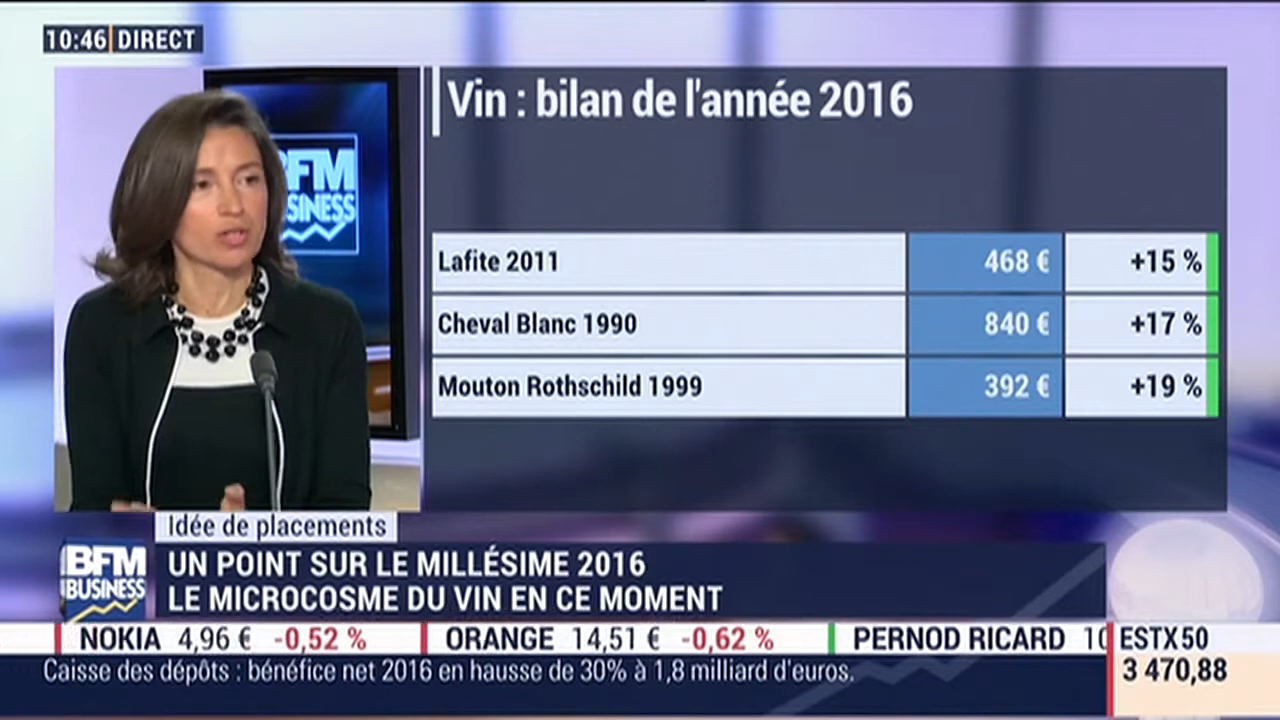 10:46 DIRECT
Vin : bilan de l'année 2016
BFM
BUSINESS
Lafite 2011 468 € +15 %
Cheval Blanc 1990 840 € +17 %
Mouton Rothschild 1999 392 € +19 %
Idée de placements
BFM
BUSINESS
UN POINT SUR LE MILLÉSIME 2016
LE MICROCOSME DU VIN EN CE MOMENT
NOKIA 4,96 € -0,52 % ORANGE 14,51 € -0,62 % PERNOD RICARD 10
ESTX50
3 470,88
Caisse des dépôts : bénéfice net 2016 en hausse de 30% à 1,8 milliard d'euros.